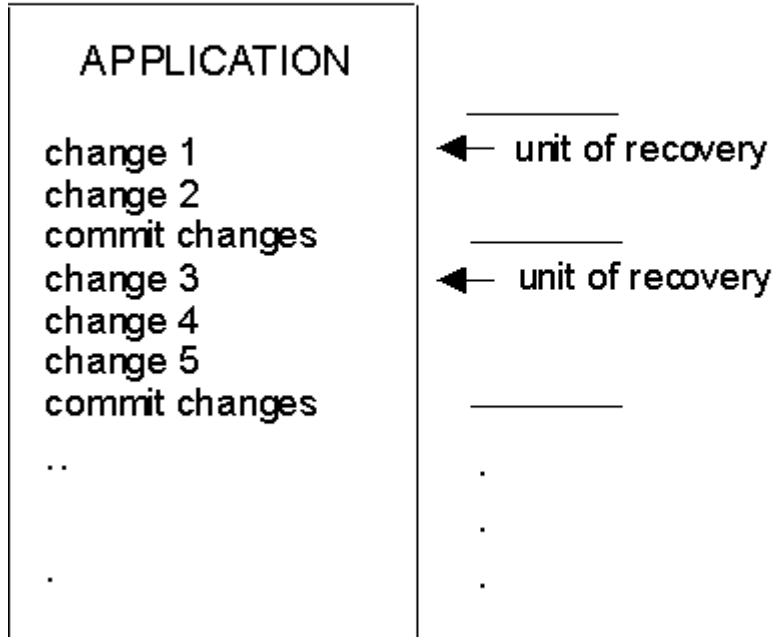 APPLICATION
change 1
unit of recovery
change 2
commit changes
change 3
unit of recovery
change 4
change 5
commit changes
. .
.
.
.
.